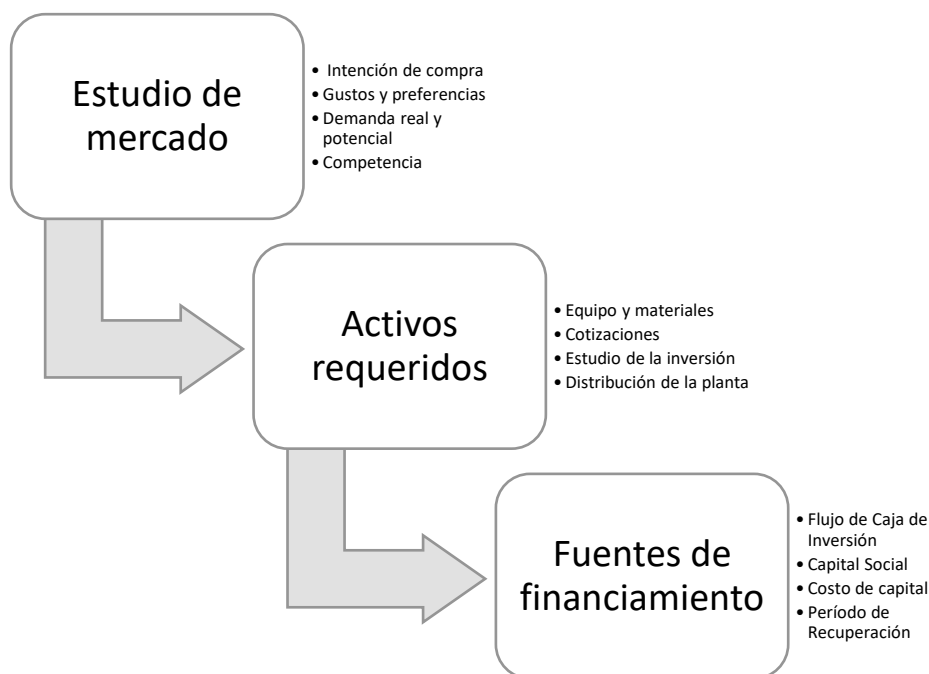 Estudio de
mercado
• Intención de compra
• Gustos y preferencias
• Demanda real y
potencial
• Competencia
Activos
requeridos
• Equipo y materiales
• Cotizaciones
• Estudio de la inversión
• Distribución de la planta
Fuentes de
financiamiento
• Flujo de Caja de
Inversión
• Capital Social
• Costo de capital
• Período de
Recuperación